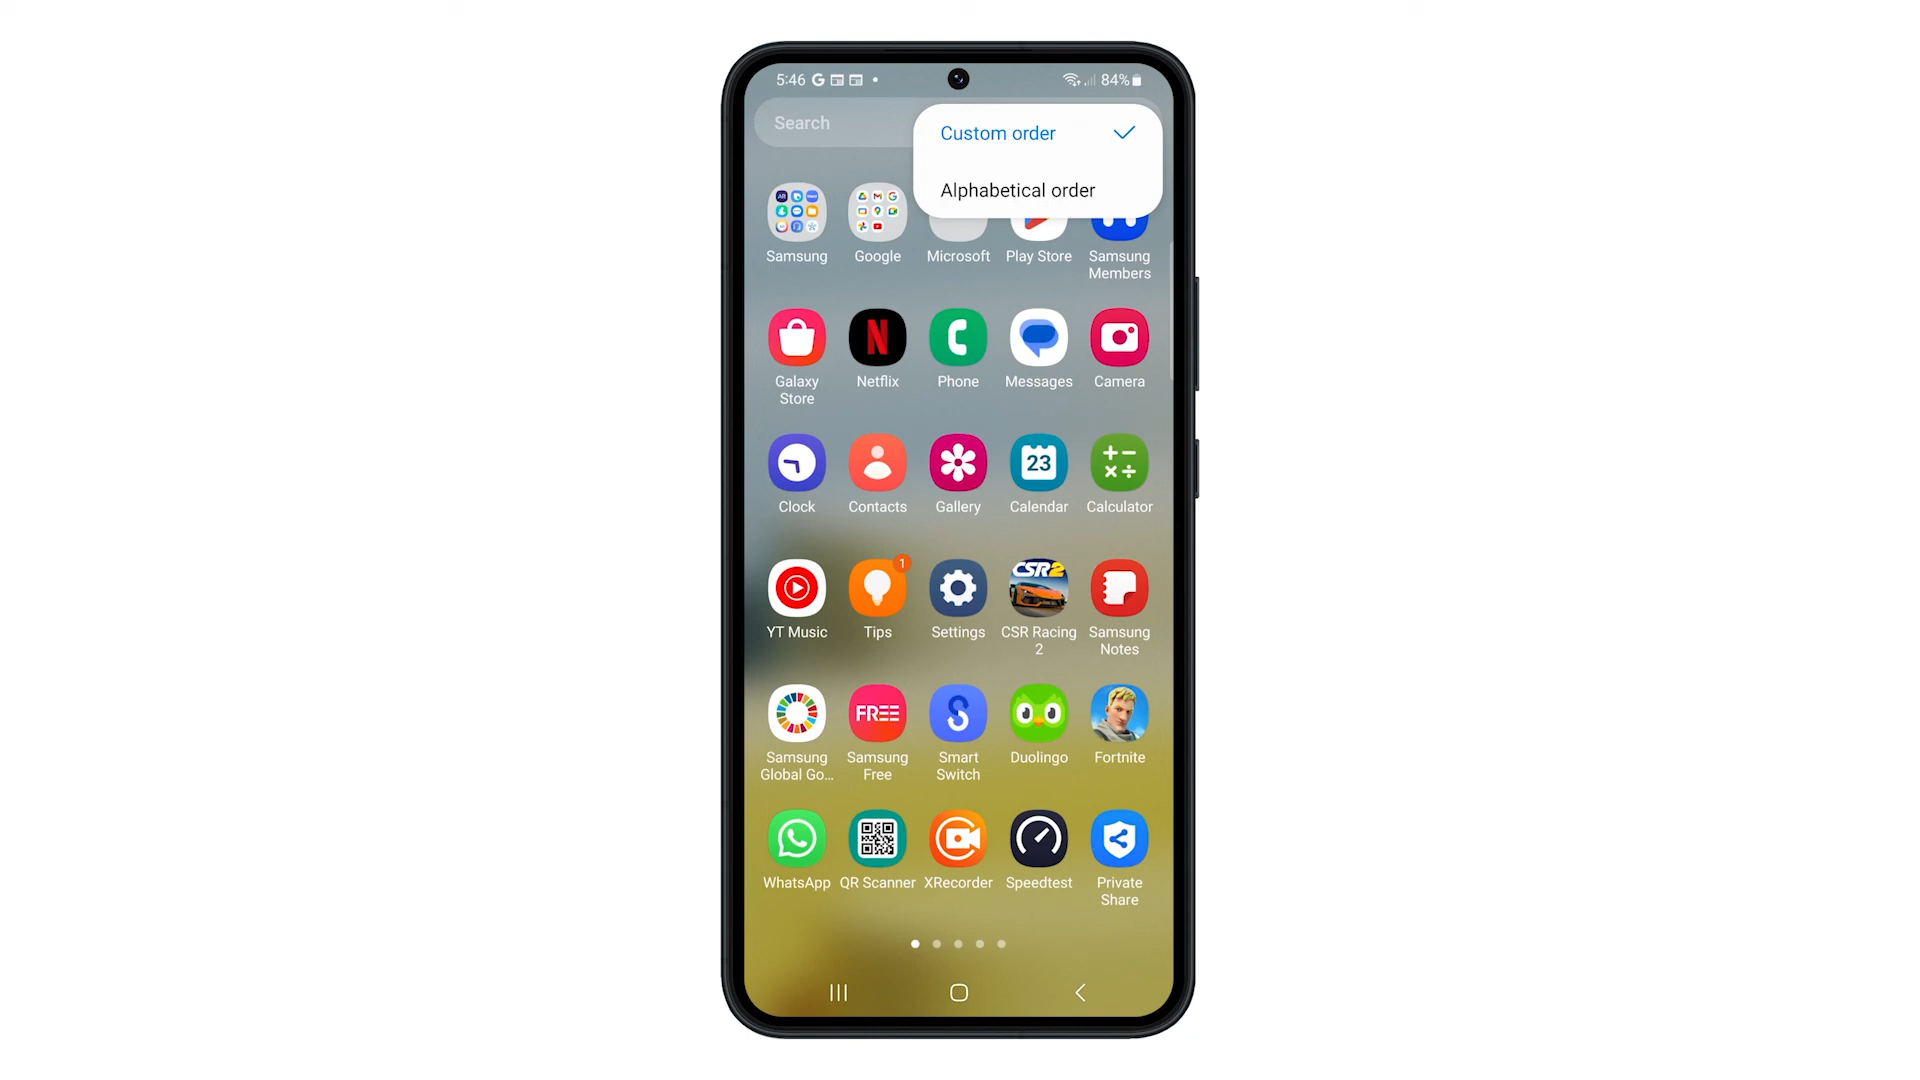 5:46
84%
Search
Custom order
Alphabetical order
Samsung
Google
Microsoft
Play Store
Samsung
Members
Galaxy
Store
Netflix
Phone
Messages
Camera
23
Clock
Contacts
Gallery
Calendar
Calculator
1
CSR2
YT Music
Tips
Settings
CSR Racing
2
Samsung
Notes
FREE
Samsung
Global Go...
Samsung
Free
Smart
Switch
Duolingo
Fortnite
WhatsApp
QR Scanner
XRecorder
Speedtest
Private
Share